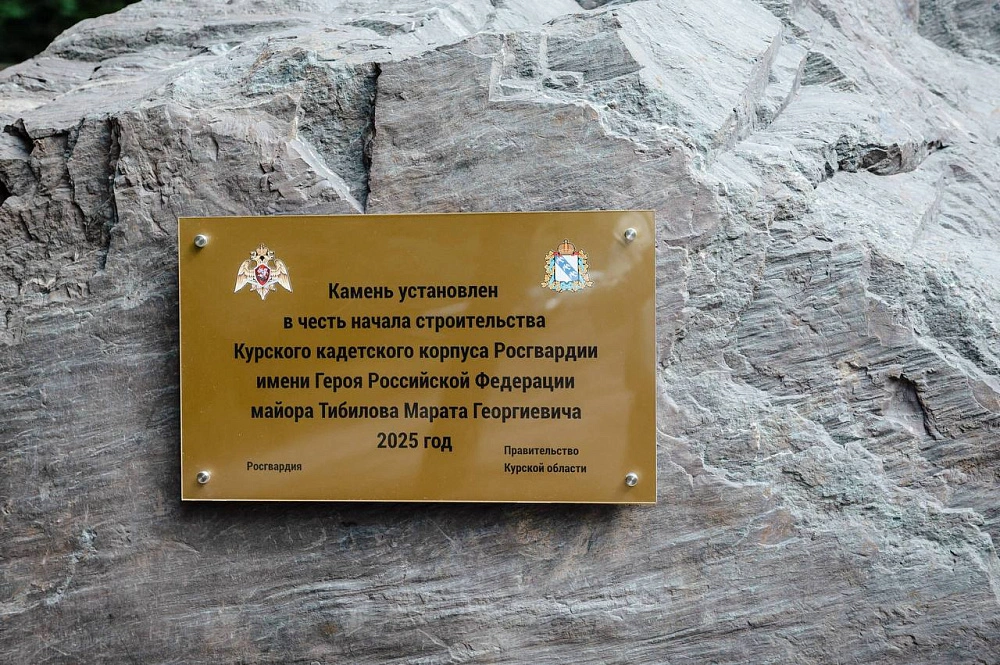 Камень установлен
в честь начала строительства
Курского кадетского корпуса Росгвардии
имени Героя Российской Федерации
майора Тибилова Марата Георгиевича
2025 год
Росгвардия
Правительство
Курской области